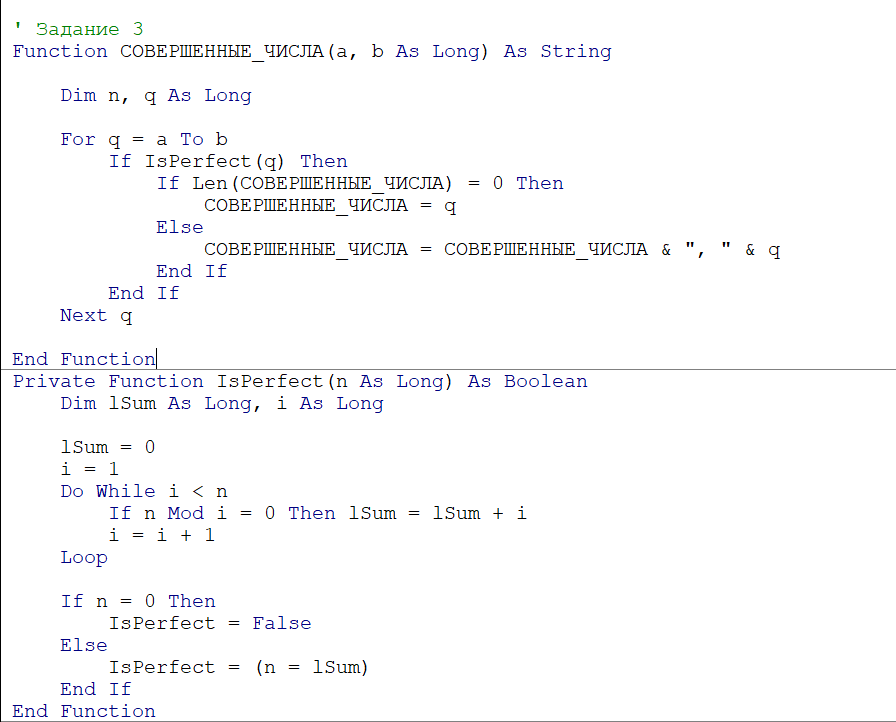 ' Задание 3
Function СОВЕРШЕННЫЕ_ЧИСЛА(a, b As Long) As String
Dim n, q As Long
For q = a To b
If IsPerfect(q) Then
If Len(СОВЕРШЕННЫЕ_ЧИСЛА) = 0 Then
СОВЕРШЕННЫЕ_ЧИСЛА = q
Else
СОВЕРШЕННЫЕ_ЧИСЛА = СОВЕРШЕННЫЕ_ЧИСЛА & ", " & q
End If
End If
Next q
End Function
Private Function IsPerfect(n As Long) As Boolean
Dim lSum As Long, i As Long
lSum = 0
i = 1
Do While i < n
If n Mod i = 0 Then lSum = lSum + i
i = i + 1
Loop
If n = 0 Then
IsPerfect = False
Else
IsPerfect = (n = lSum)
End If
End Function